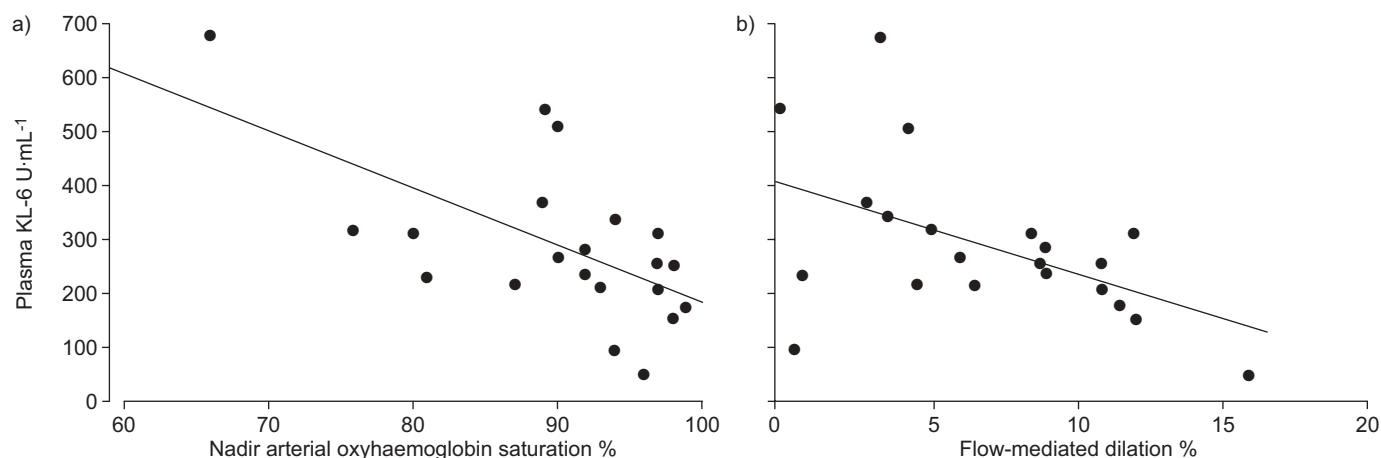 a)
700
600
500
400
300
200
100
0
Plasma KL-6 U·mL-1
60 70 80 90 100
Nadir arterial oxyhaemoglobin saturation %
b)
0 5 10 15 20
Flow-mediated dilation %